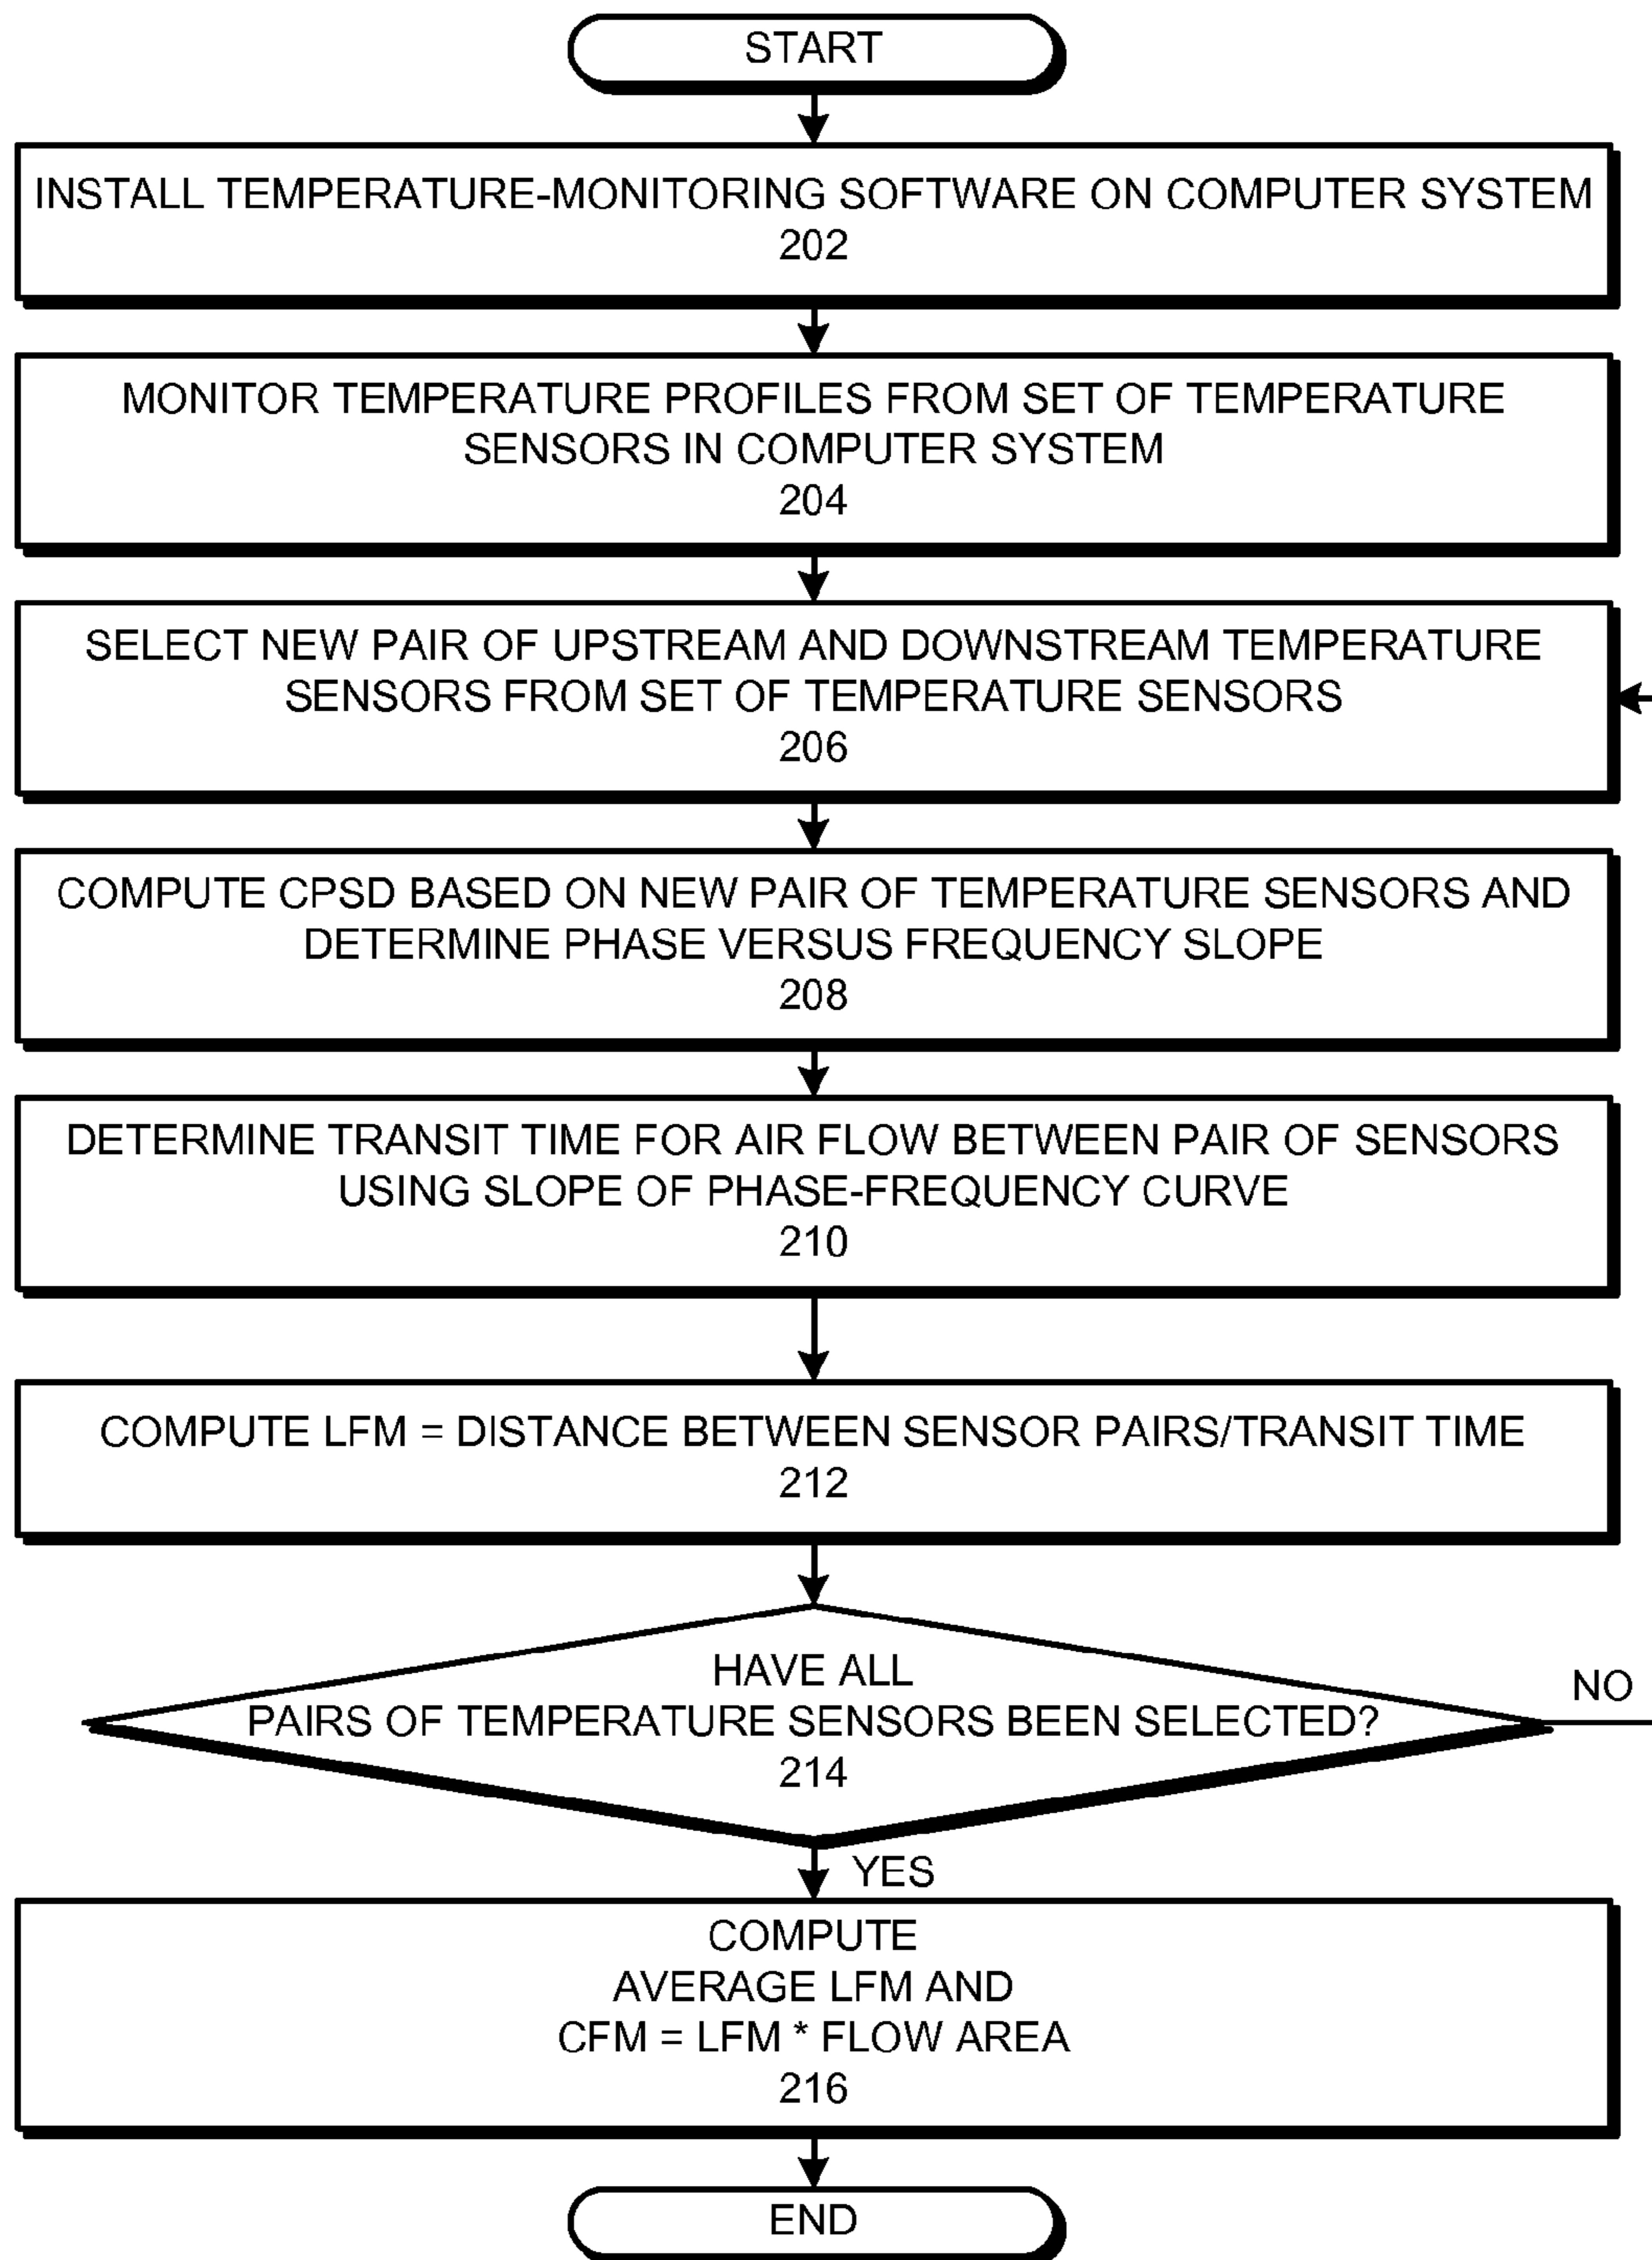 START
INSTALL TEMPERATURE-MONITORING SOFTWARE ON COMPUTER SYSTEM
202
MONITOR TEMPERATURE PROFILES FROM SET OF TEMPERATURE
SENSORS IN COMPUTER SYSTEM
204
SELECT NEW PAIR OF UPSTREAM AND DOWNSTREAM TEMPERATURE
SENSORS FROM SET OF TEMPERATURE SENSORS
206
COMPUTE CPSD BASED ON NEW PAIR OF TEMPERATURE SENSORS AND
DETERMINE PHASE VERSUS FREQUENCY SLOPE
208
DETERMINE TRANSIT TIME FOR AIR FLOW BETWEEN PAIR OF SENSORS
USING SLOPE OF PHASE-FREQUENCY CURVE
210
COMPUTE LFM = DISTANCE BETWEEN SENSOR PAIRS/TRANSIT TIME
212
HAVE ALL
PAIRS OF TEMPERATURE SENSORS BEEN SELECTED?
214
NO
YES
COMPUTE
AVERAGE LFM AND
CFM = LFM * FLOW AREA
216
END